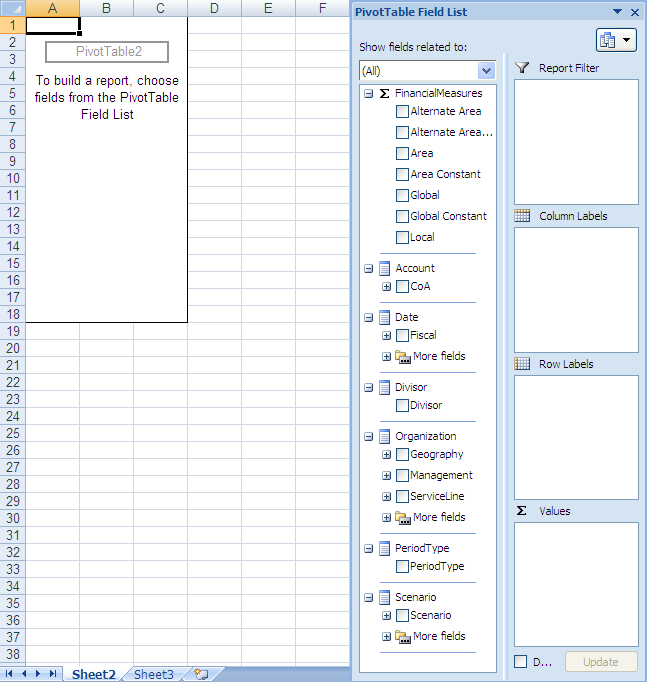 A B C D E F
1
2
3
4
5
6
7
8
9
10
11
12
13
14
15
16
17
18
19
20
21
22
23
24
25
26
27
28
29
30
31
32
33
34
35
36
37
38
PivotTable2
To build a report, choose
fields from the PivotTable
Field List
Sheet2 Sheet3
PivotTable Field List
Show fields related to:
(All)
Σ FinancialMeasures
Alternate Area
Alternate Area...
Area
Area Constant
Global
Global Constant
Local
Account
CoA
Date
Fiscal
More fields
Divisor
Divisor
Organization
Geography
Management
ServiceLine
More fields
PeriodType
PeriodType
Scenario
Scenario
More fields
Report Filter
Column Labels
Row Labels
Σ Values
D... Update